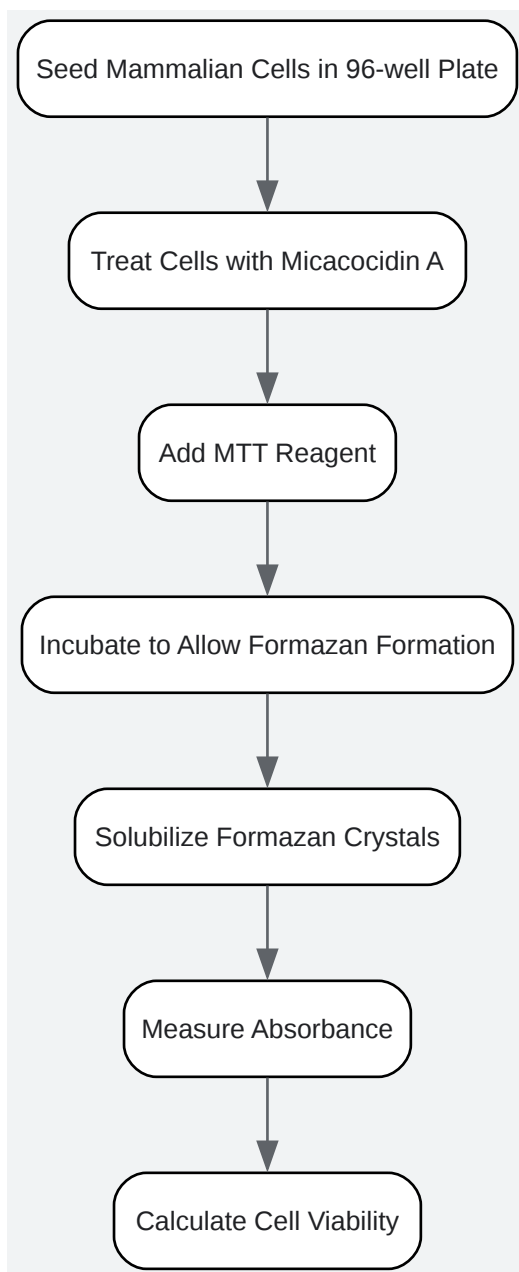 Seed Mammalian Cells in 96-well Plate
Treat Cells with Micacocidin A
Add MTT Reagent
Incubate to Allow Formazan Formation
Solubilize Formazan Crystals
Measure Absorbance
Calculate Cell Viability